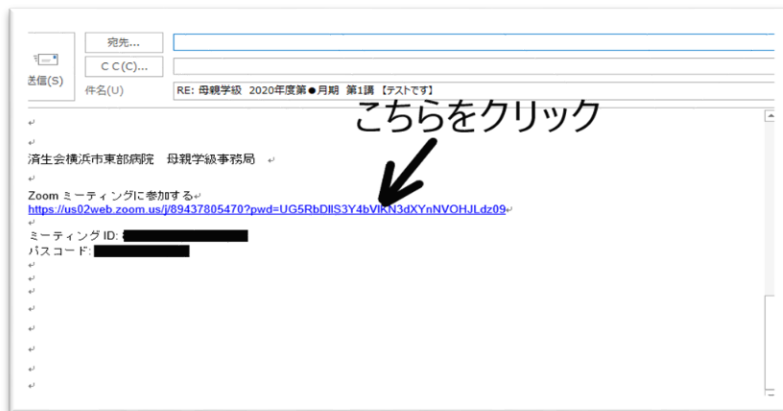 宛先...
CC(C)...
送信(S)
件名(U)
RE: 母親学級 2020年度第●月期 第1講 【テストです】
こちらをクリック
済生会横浜市東部病院 母親学級事務局
Zoom ミーティングに参加する
https://us02web.zoom.us/j/89437805470?pwd=UG5RbDllS3Y4bVlKN3dXYnNVOHJLdz09
ミーティング ID:
パスコード: